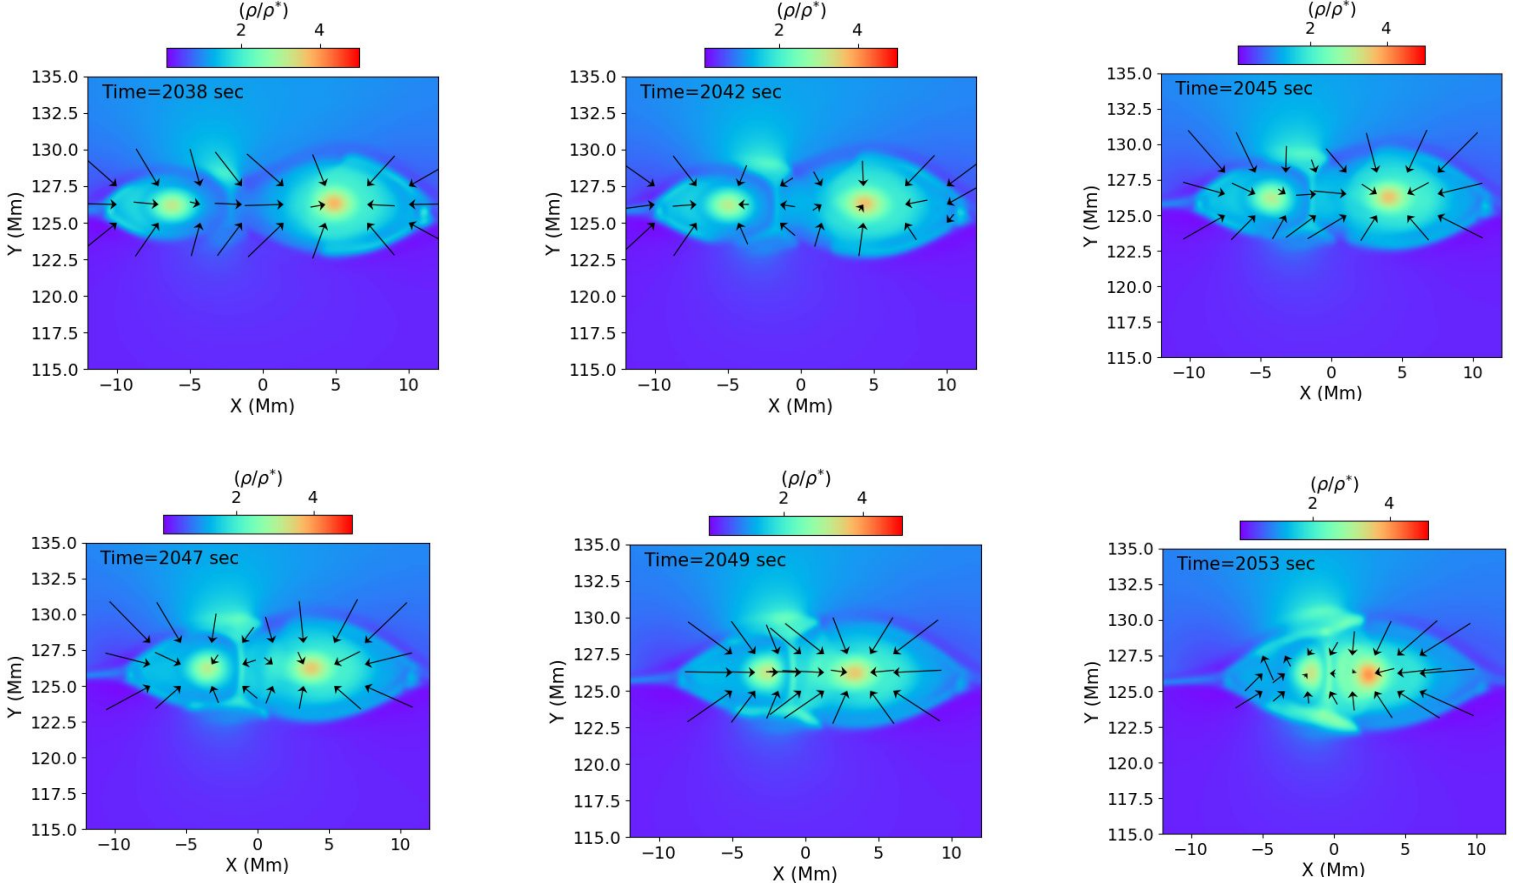 (ρ/ρ*)
2 4
Time=2038 sec
135.0
132.5
130.0
127.5
125.0
122.5
120.0
117.5
115.0
Y (Mm)
−10 −5 0 5 10
X (Mm)
(ρ/ρ*)
2 4
Time=2042 sec
135.0
132.5
130.0
127.5
125.0
122.5
120.0
117.5
115.0
Y (Mm)
−10 −5 0 5 10
X (Mm)
(ρ/ρ*)
2 4
Time=2045 sec
135.0
132.5
130.0
127.5
125.0
122.5
120.0
117.5
115.0
Y (Mm)
−10 −5 0 5 10
X (Mm)
(ρ/ρ*)
2 4
Time=2047 sec
135.0
132.5
130.0
127.5
125.0
122.5
120.0
117.5
115.0
Y (Mm)
−10 −5 0 5 10
X (Mm)
(ρ/ρ*)
2 4
Time=2049 sec
135.0
132.5
130.0
127.5
125.0
122.5
120.0
117.5
115.0
Y (Mm)
−10 −5 0 5 10
X (Mm)
(ρ/ρ*)
2 4
Time=2053 sec
135.0
132.5
130.0
127.5
125.0
122.5
120.0
117.5
115.0
Y (Mm)
−10 −5 0 5 10
X (Mm)